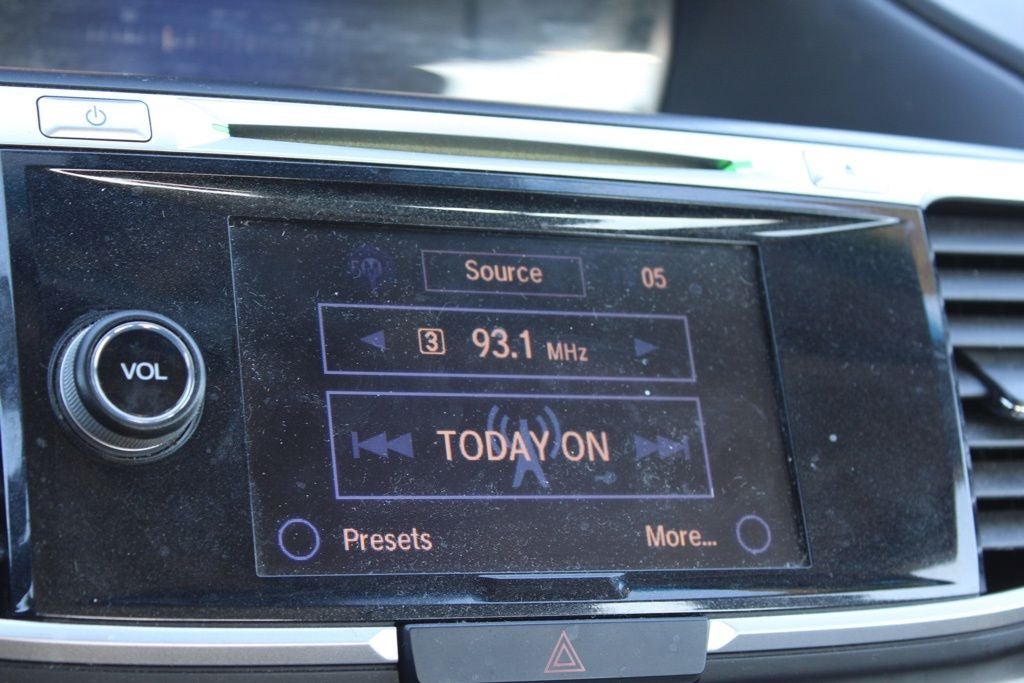 Source
05
3 93.1 MHz
VOL
TODAY ON
Presets
More...